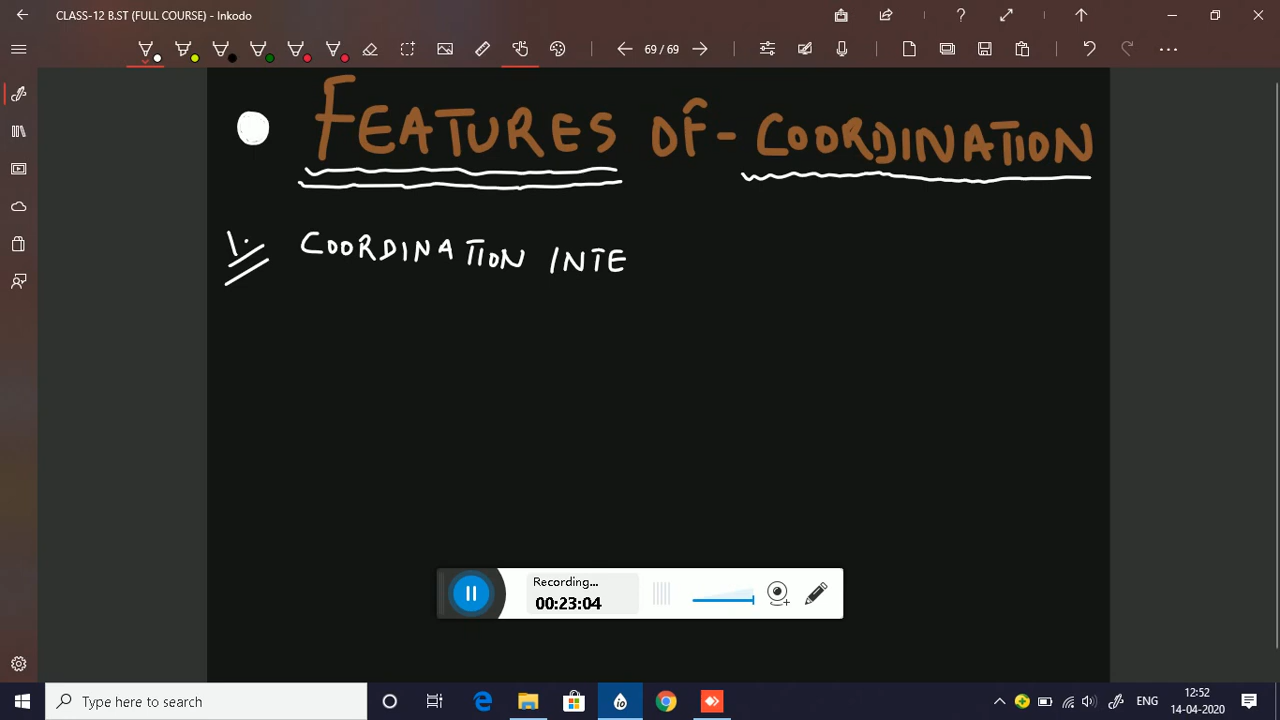 CLASS-12 B.ST (FULL COURSE) - Inkodo
69 / 69
FEATURES OF- COORDINATION
1. COORDINATION INTE
Recording...
00:23:04
Type here to search
ENG
12:52
14-04-2020